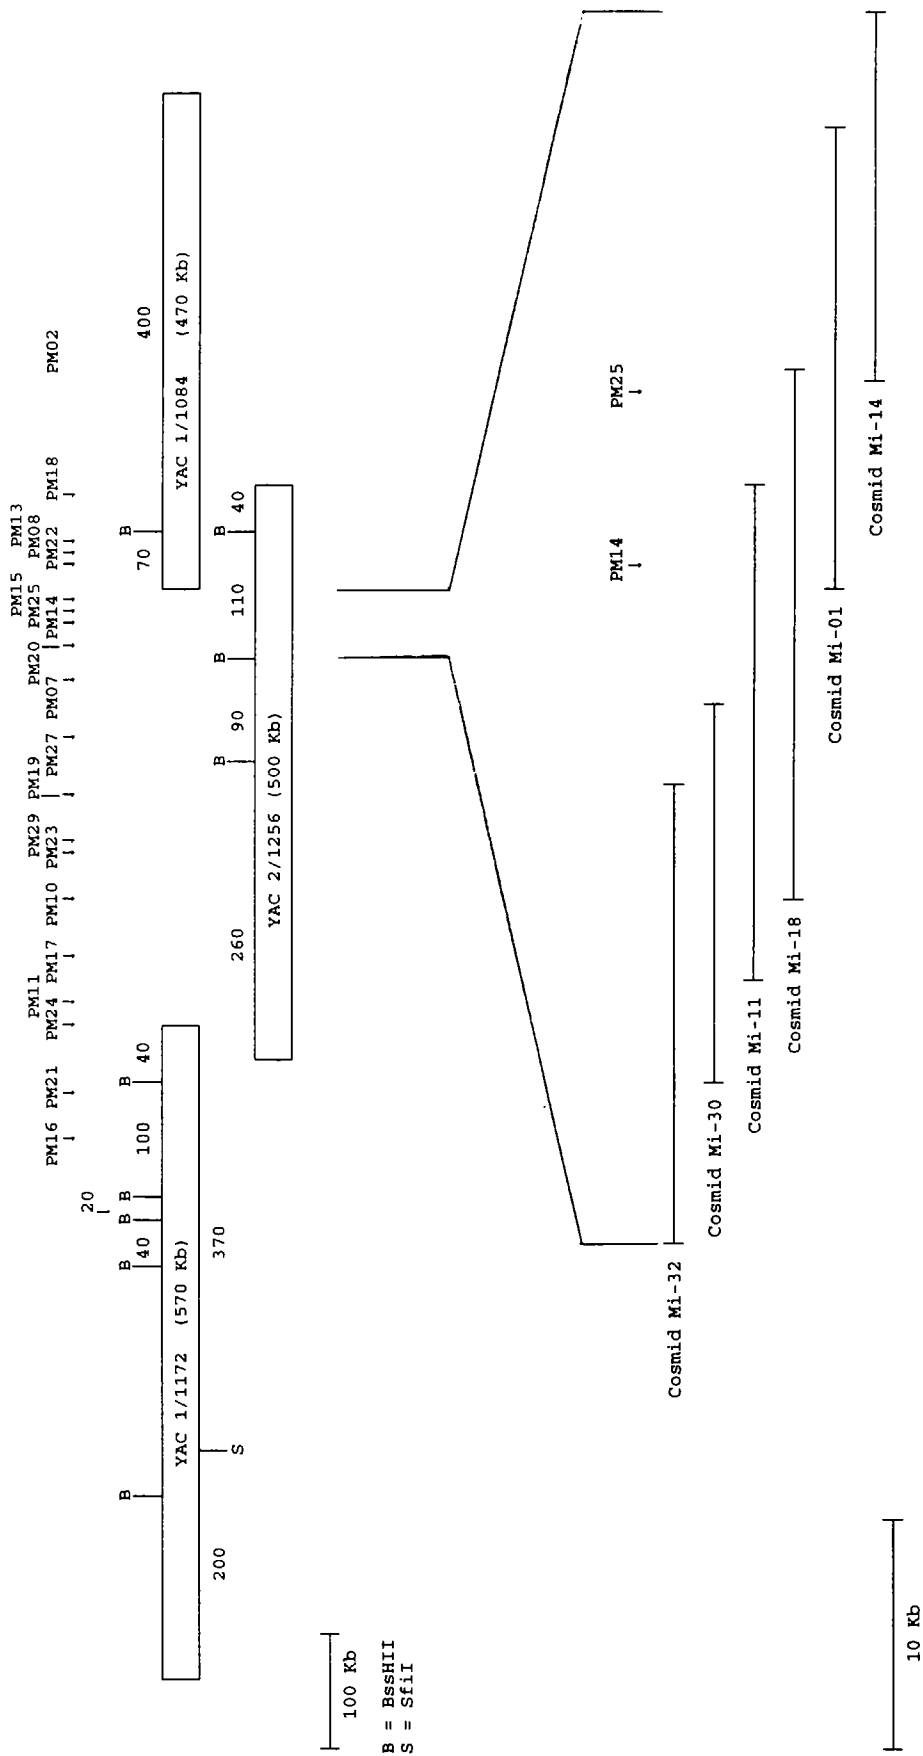 PM13
PM15 PM08
PM11 PM29 PM19 PM20 PM25 PM22 PM18 PM02
PM16 PM21 PM24 PM17 PM10 PM23 PM27 PM07 PM14
20
B B B B B
40 100 40 70 400
YAC 1/1172 (570 Kb)
YAC 1/1084 (470 Kb)
S
200 370
B B B
260 90 110 40
YAC 2/1256 (500 Kb)
100 Kb
B = BssHII
S = SfiI
PM14 PM25
Cosmid Mi-32
Cosmid Mi-30
Cosmid Mi-11
Cosmid Mi-18
Cosmid Mi-01
Cosmid Mi-14
10 Kb